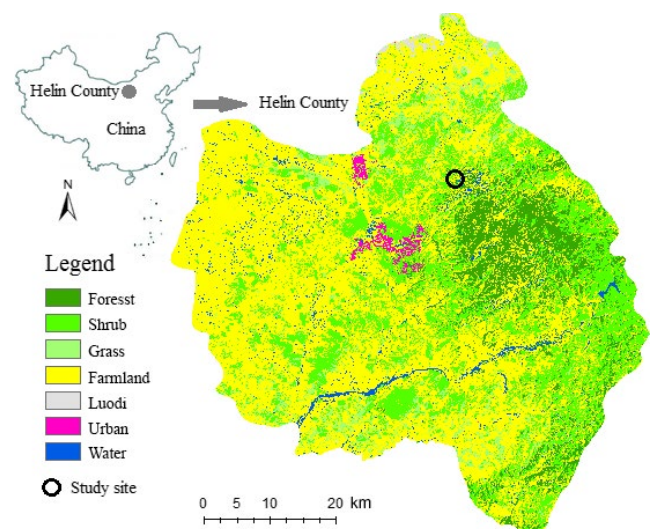 Helin County
China
Helin County
N
Legend
Foresst
Shrub
Grass
Farmland
Luodi
Urban
Water
Study site
0 5 10 20 km